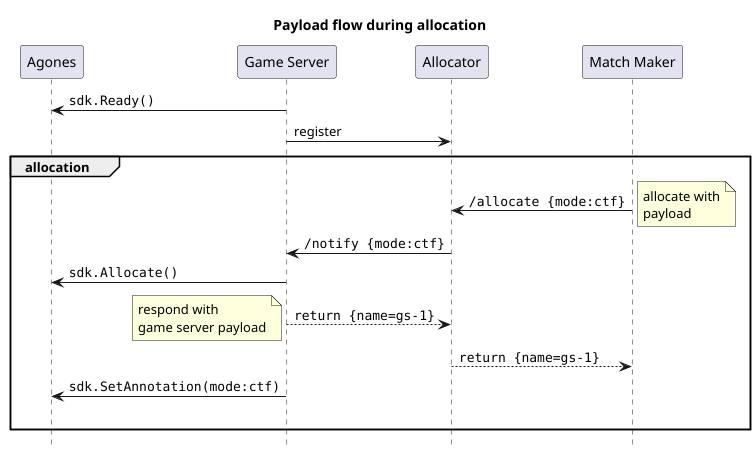 Payload flow during allocation
Agones
Game Server
Allocator
Match Maker
sdk.Ready()
register
allocation
/allocate {mode:ctf}
allocate with
payload
/notify {mode:ctf}
sdk.Allocate()
respond with
game server payload
return {name=gs-1}
return {name=gs-1}
sdk.SetAnnotation(mode:ctf)